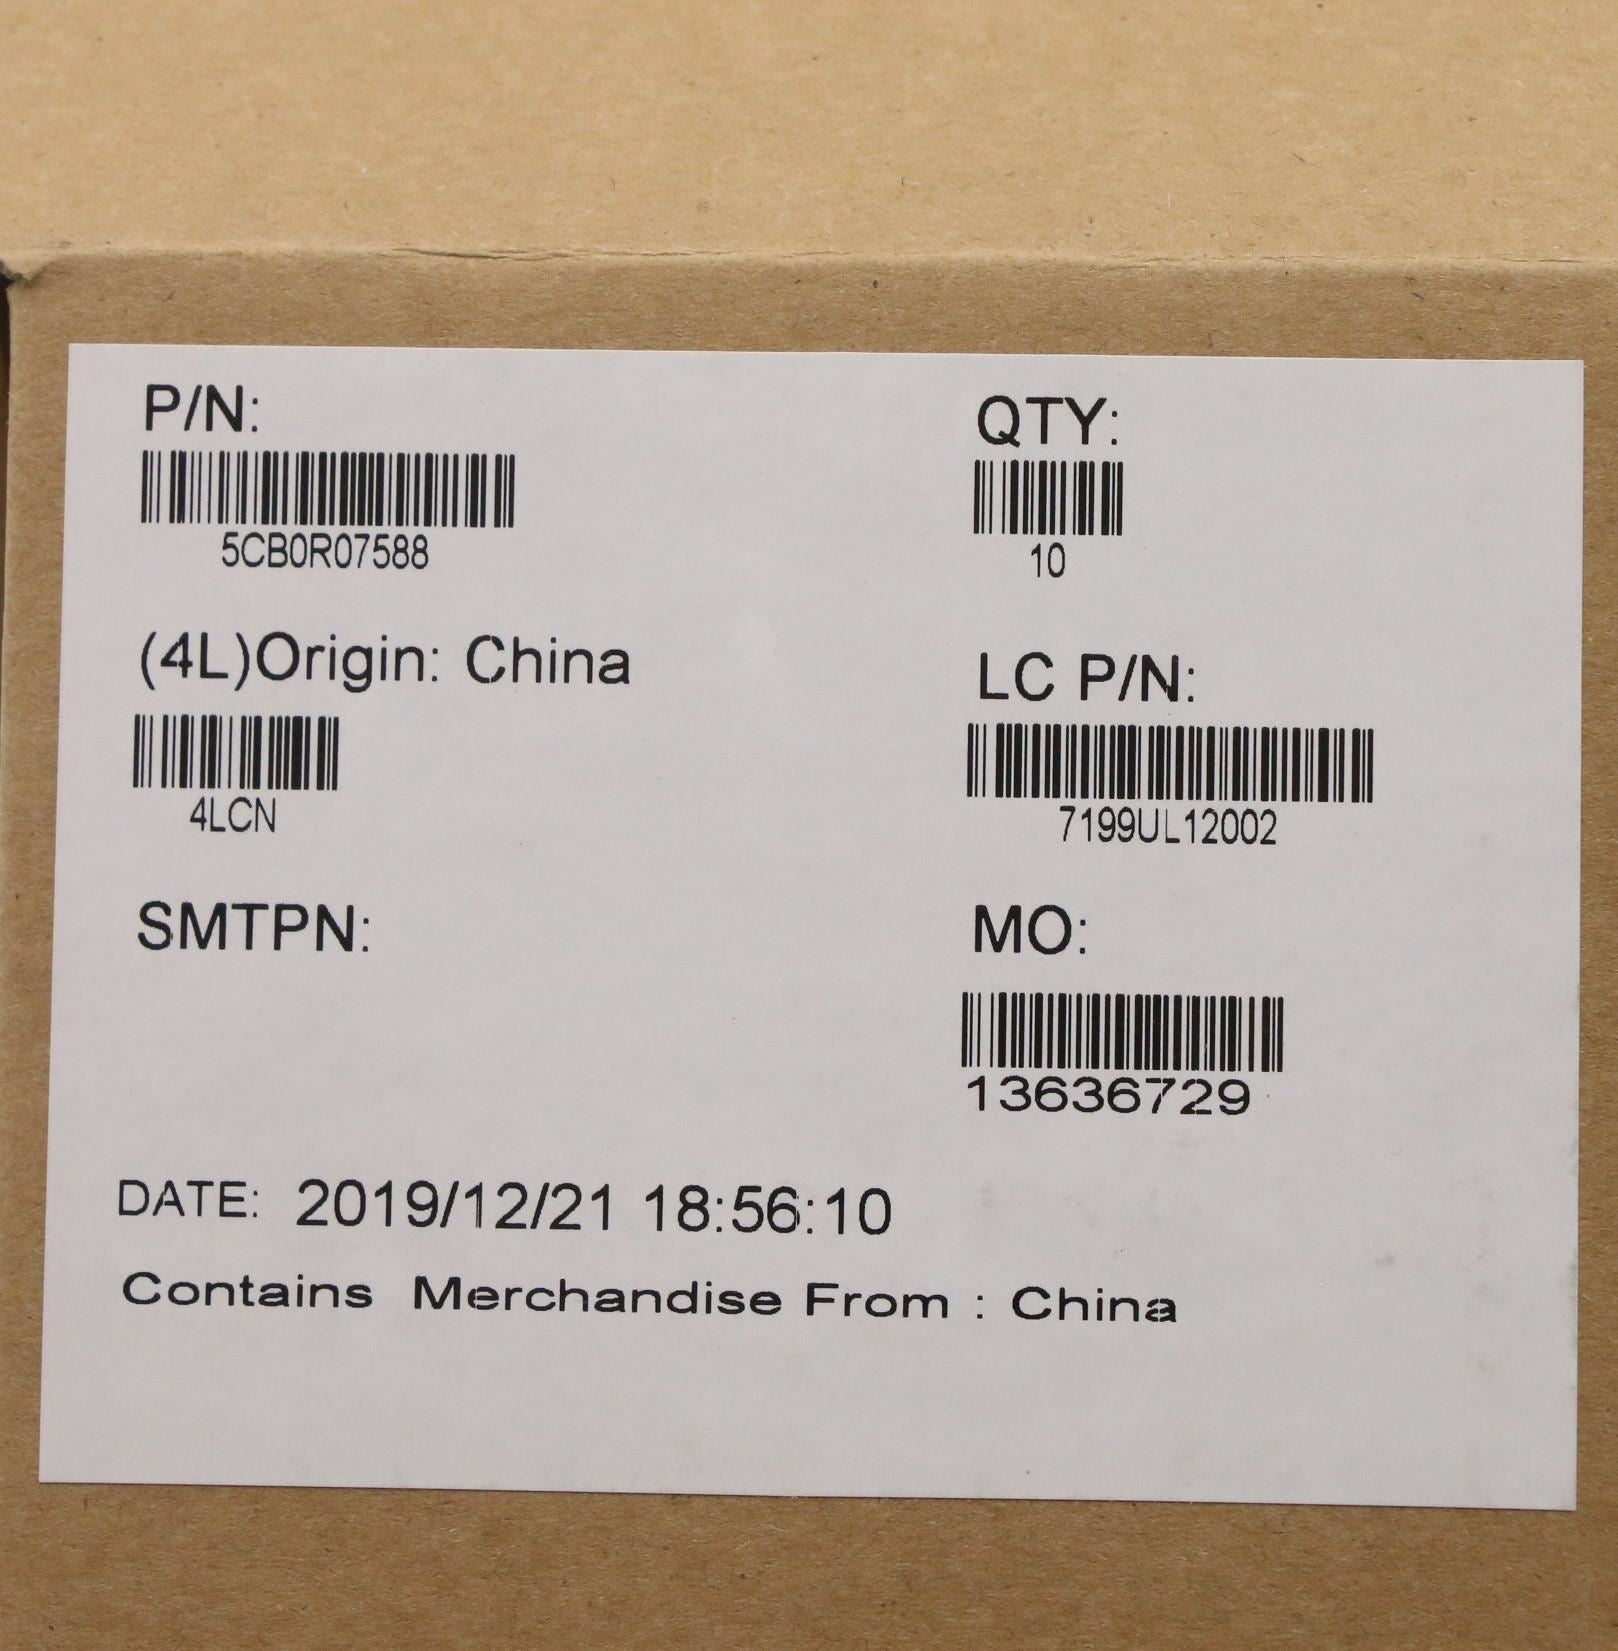 P/N:
5CB0R07588
QTY:
10
(4L)Origin: China
4LCN
LC P/N:
7199UL12002
SMTPN:
MO:
13636729
DATE: 2019/12/21 18:56:10
Contains Merchandise From : China